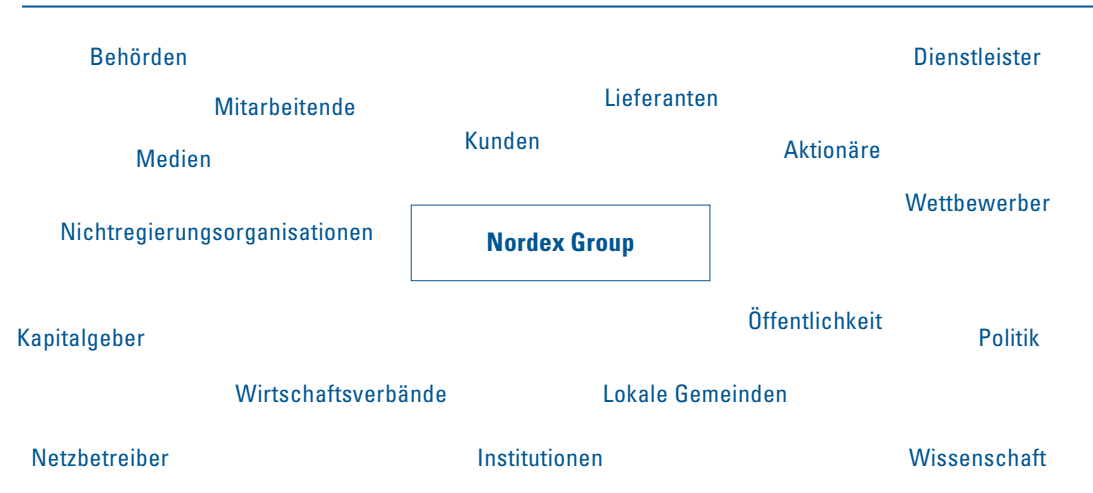 Behörden
Dienstleister
Mitarbeitende
Lieferanten
Kunden
Medien
Aktionäre
Wettbewerber
Nichtregierungsorganisationen
Nordex Group
Öffentlichkeit
Kapitalgeber
Politik
Wirtschaftsverbände
Lokale Gemeinden
Netzbetreiber
Institutionen
Wissenschaft